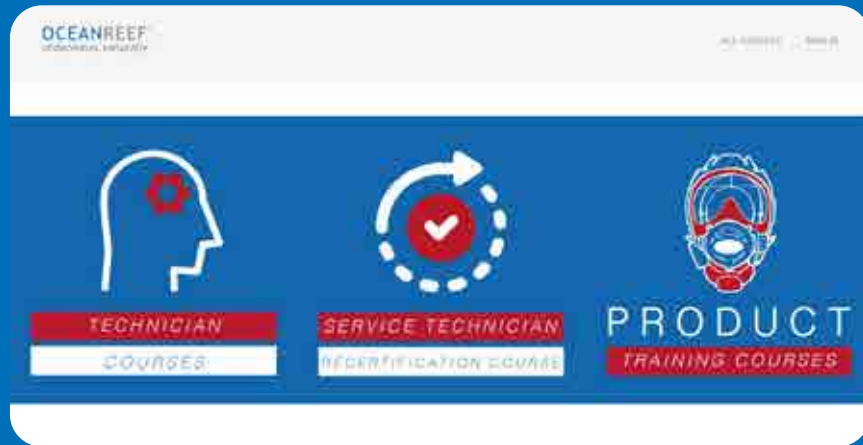 OCEANREEF
TECHNICIAN
COURSES
SERVICE TECHNICIAN
RECERTIFICATION COURSE
PRODUCT
TRAINING COURSES